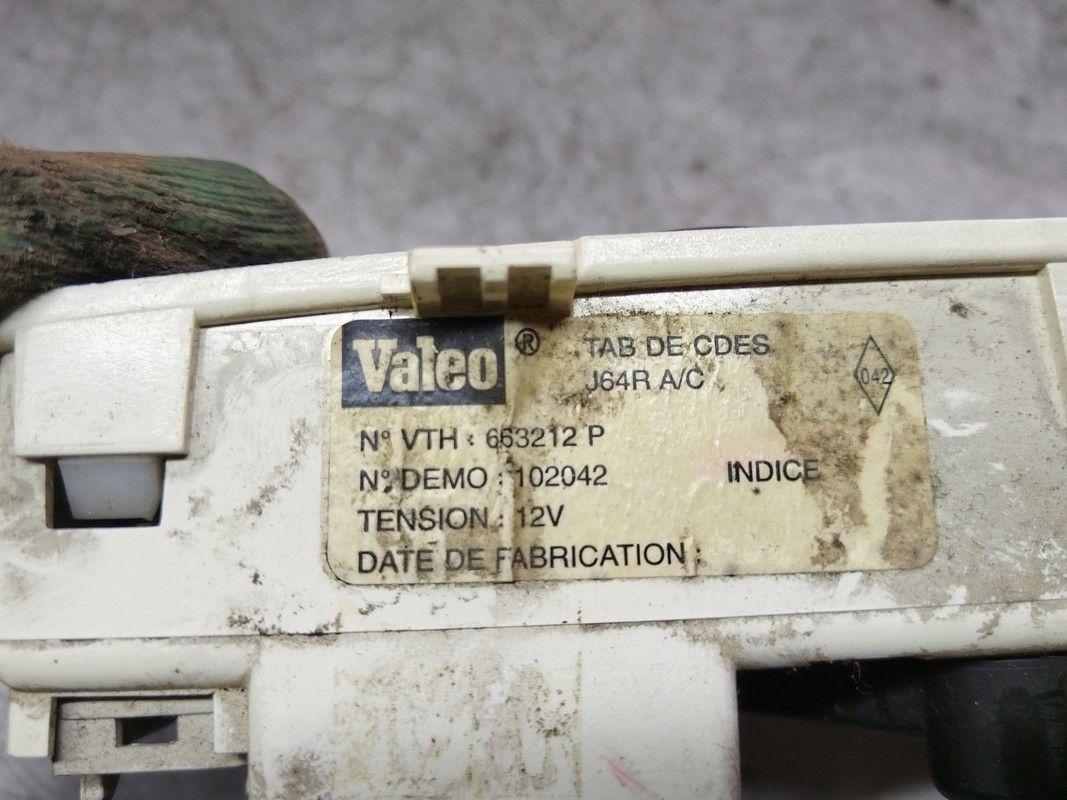 Valeo ® TAB DE CDES
J64R A/C
042
N° VTH : 653212 P
N° DEMO : 102042 INDICE
TENSION : 12V
DATE DE FABRICATION :